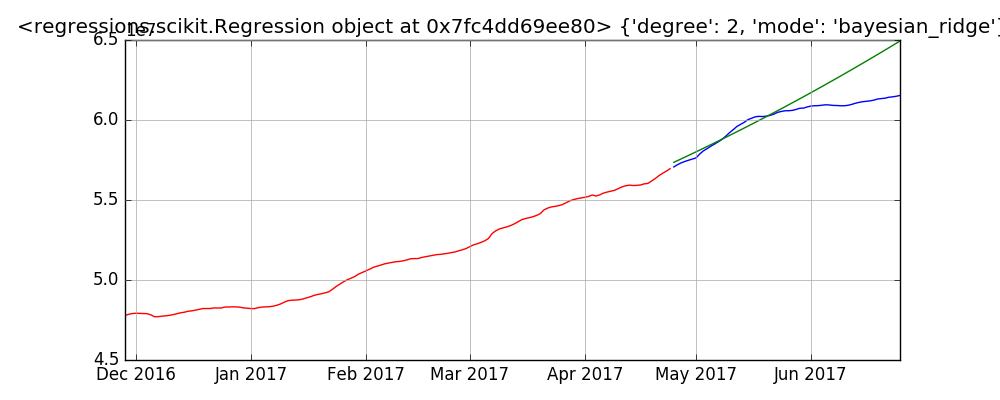 <regressions.scikit.Regression object at 0x7fc4dd69ee80> {'degree': 2, 'mode': 'bayesian_ridge'}
1e7
6.5
6.0
5.5
5.0
4.5
Dec 2016 Jan 2017 Feb 2017 Mar 2017 Apr 2017 May 2017 Jun 2017